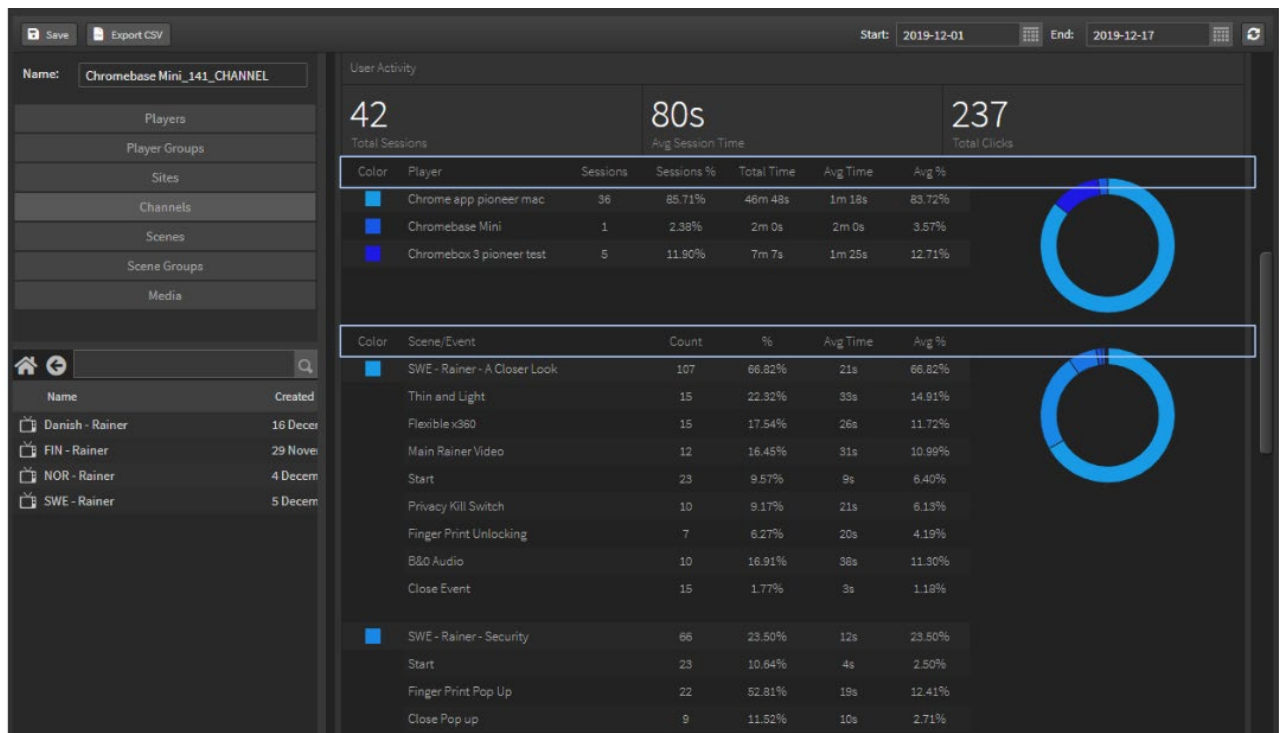 Save Export CSV Start: 2019-12-01 End: 2019-12-17
Name: Chromebase Mini_141_CHANNEL
Players
Player Groups
Sites
Channels
Scenes
Scene Groups
Media
Name Created
Danish - Rainer 16 Decer
FIN - Rainer 29 Nove
NOR - Rainer 4 Decem
SWE - Rainer 5 Decem
User Activity
42 80s 237
Total Sessions Avg Session Time Total Clicks
Color Player Sessions Sessions % Total Time Avg Time Avg %
Chrome app pioneer mac 36 85.71% 46m 48s 1m 18s 83.72%
Chromebase Mini 1 2.38% 2m 0s 2m 0s 3.57%
Chromebox 3 pioneer test 5 11.90% 7m 7s 1m 25s 12.71%
Color Scene/Event Count % Avg Time Avg %
SWE - Rainer - A Closer Look 107 66.82% 21s 66.82%
Thin and Light 15 22.32% 33s 14.91%
Flexible x360 15 17.54% 26s 11.72%
Main Rainer Video 12 16.45% 31s 10.99%
Start 23 9.57% 9s 6.40%
Privacy Kill Switch 10 9.17% 21s 6.13%
Finger Print Unlocking 7 6.27% 20s 4.19%
B&O Audio 10 16.91% 38s 11.30%
Close Event 15 1.77% 3s 1.18%
SWE - Rainer - Security 66 23.50% 12s 23.50%
Start 23 10.64% 4s 2.50%
Finger Print Pop Up 22 52.81% 19s 12.41%
Close Pop up 9 11.52% 10s 2.71%